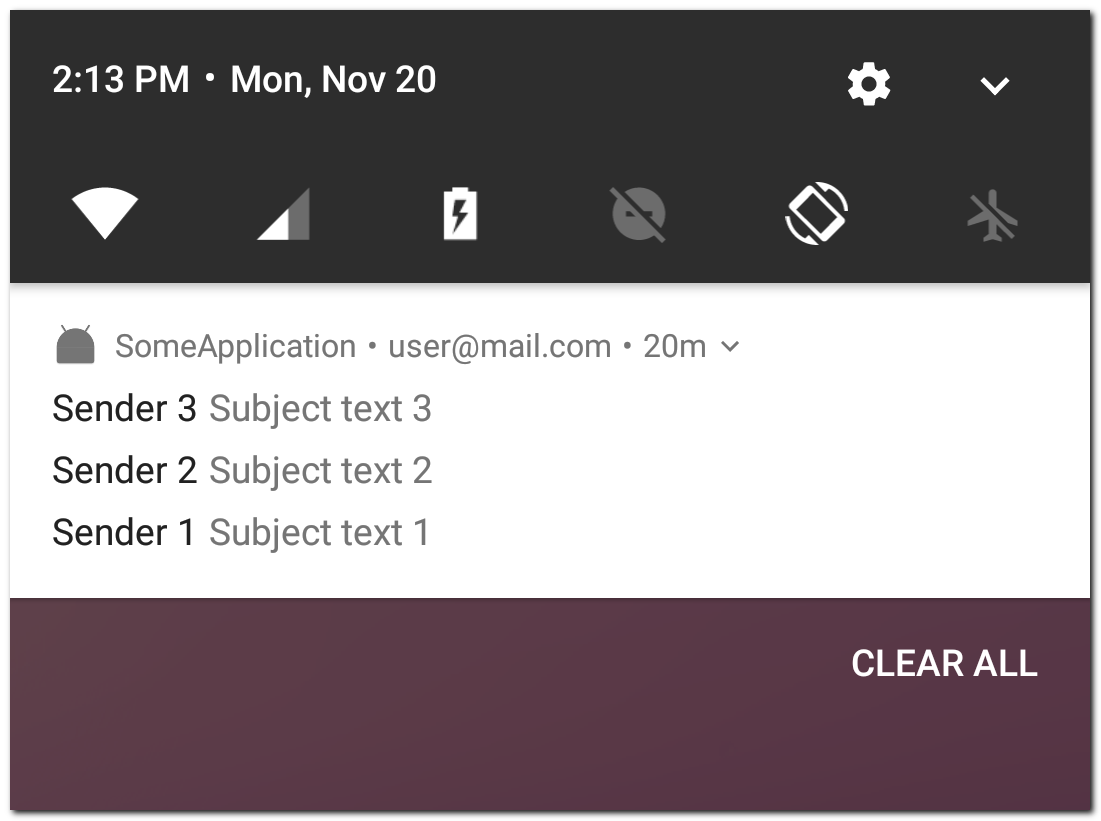 2:13 PM • Mon, Nov 20
SomeApplication • user@mail.com • 20m
Sender 3 Subject text 3
Sender 2 Subject text 2
Sender 1 Subject text 1
CLEAR ALL